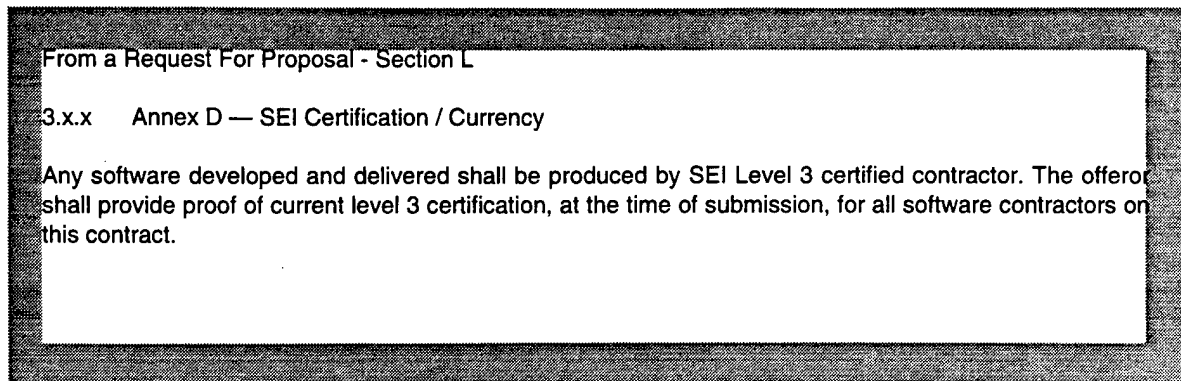 From a Request For Proposal - Section L
3.x.x Annex D — SEI Certification / Currency
Any software developed and delivered shall be produced by SEI Level 3 certified contractor. The offeror
shall provide proof of current level 3 certification, at the time of submission, for all software contractors on
this contract.